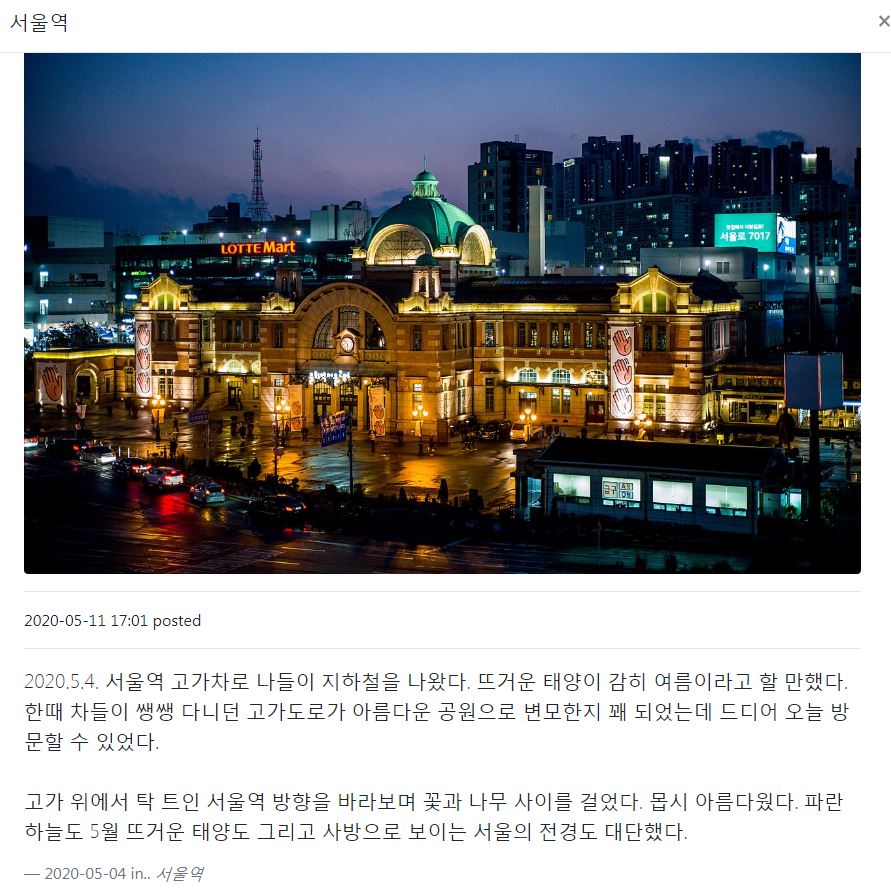 서울역
×
LOTTE Mart
서울로 7017
2020-05-11 17:01 posted
2020.5.4. 서울역 고가차로 나들이 지하철을 나왔다. 뜨거운 태양이 감히 여름이라고 할 만했다.
한때 차들이 쌩쌩 다니던 고가도로가 아름다운 공원으로 변모한지 꽤 되었는데 드디어 오늘 방
문할 수 있었다.
고가 위에서 탁 트인 서울역 방향을 바라보며 꽃과 나무 사이를 걸었다. 몹시 아름다웠다. 파란
하늘도 5월 뜨거운 태양도 그리고 사방으로 보이는 서울의 전경도 대단했다.
— 2020-05-04 in.. 서울역